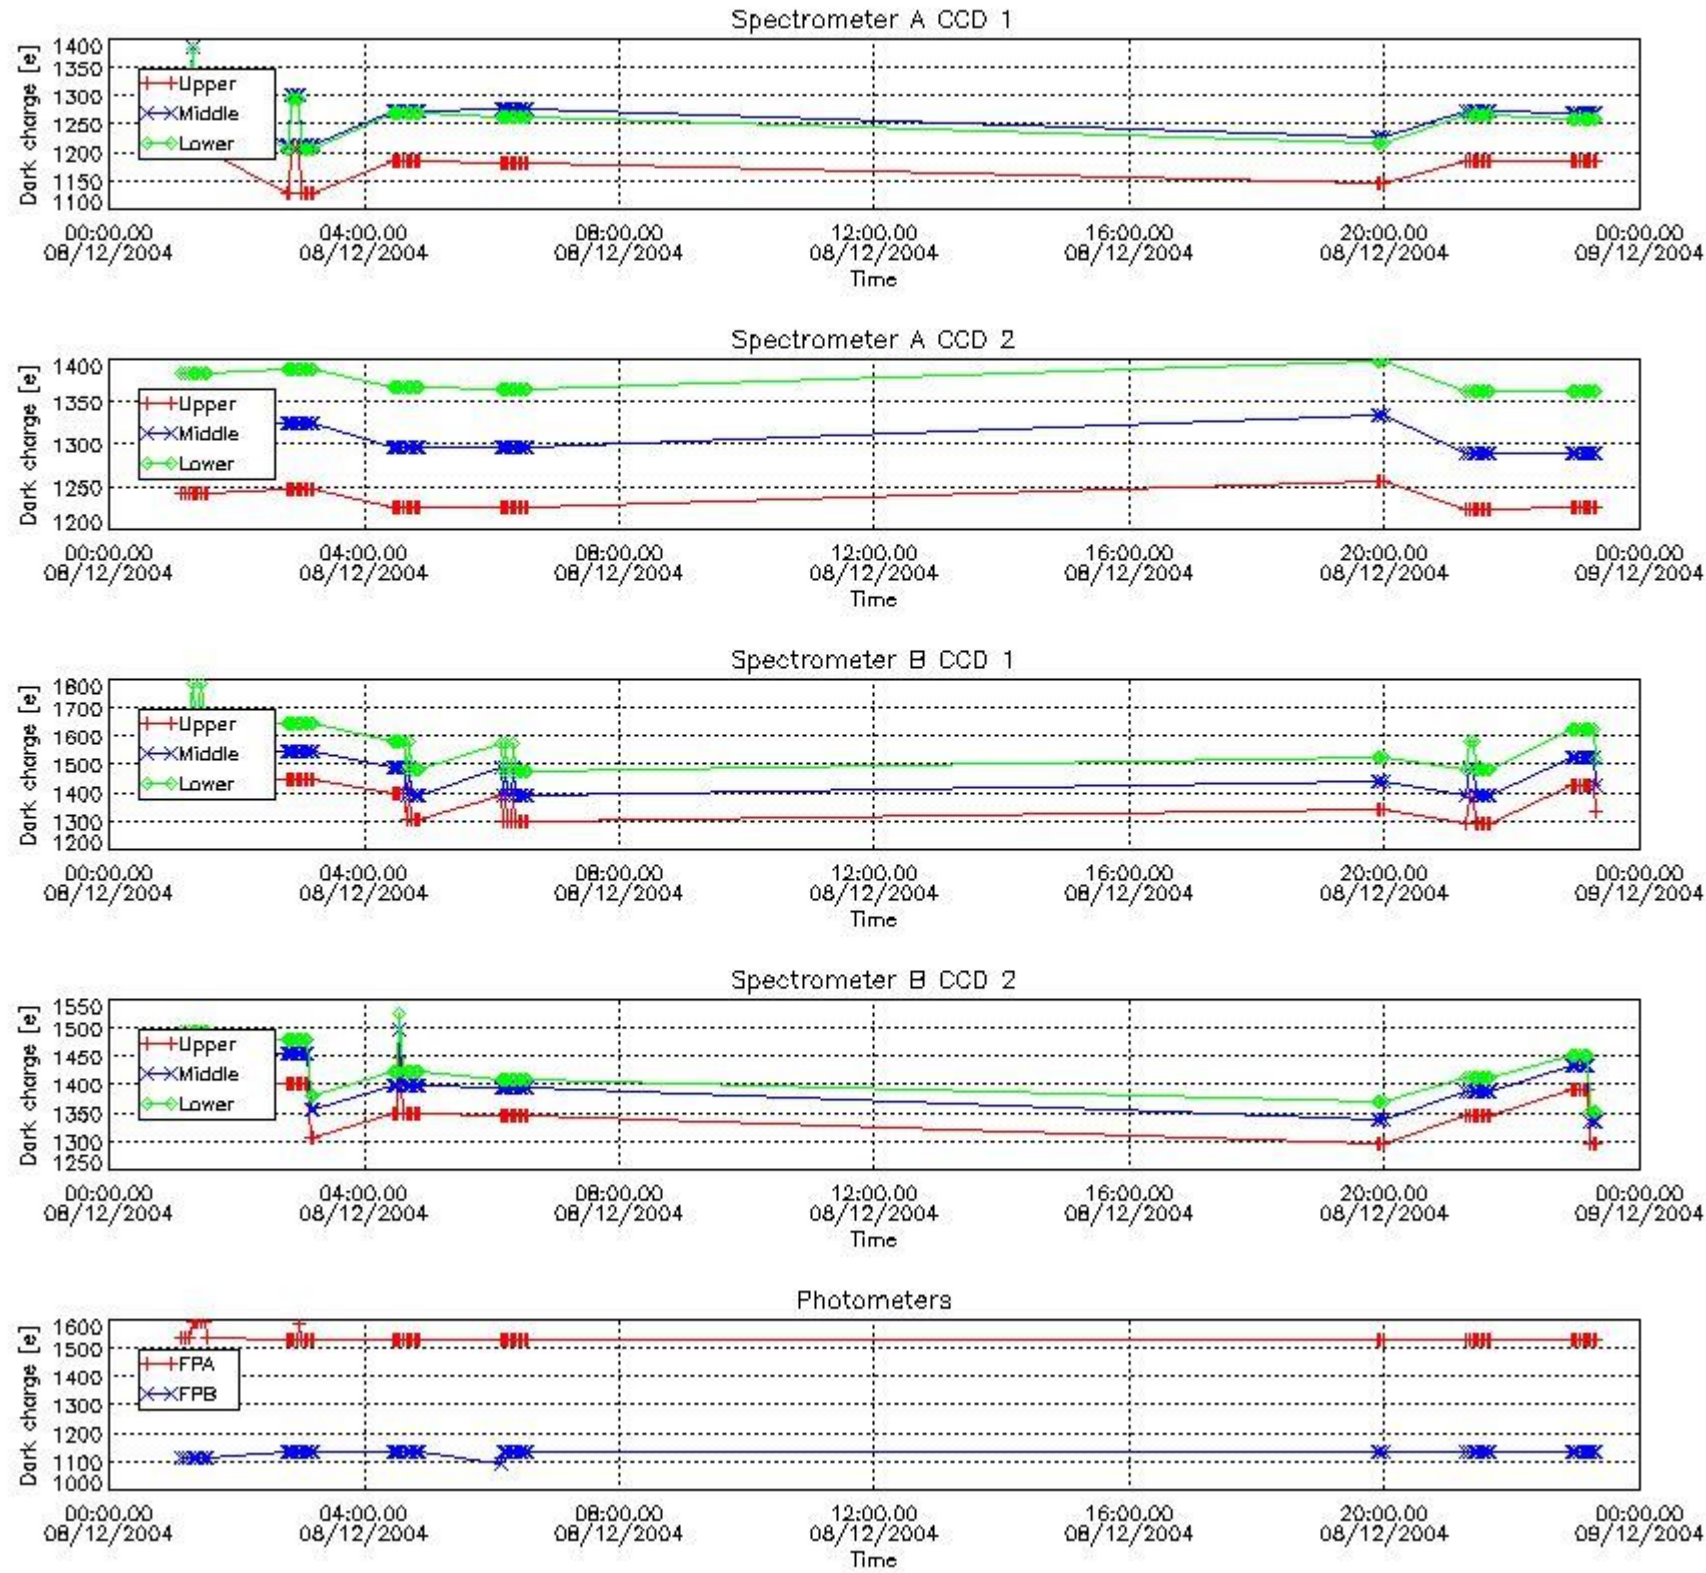 Spectrometer A CCD 1
Dark charge [e]
1400
1350
1300
1250
1200
1150
1100
Upper
Middle
Lower
00:00.00 04:00.00 08:00.00 12:00.00 16:00.00 20:00.00 00:00.00
08/12/2004 08/12/2004 08/12/2004 08/12/2004 08/12/2004 08/12/2004 09/12/2004
Time
Spectrometer A CCD 2
Dark charge [e]
1400
1350
1300
1250
1200
Upper
Middle
Lower
00:00.00 04:00.00 08:00.00 12:00.00 16:00.00 20:00.00 00:00.00
08/12/2004 08/12/2004 08/12/2004 08/12/2004 08/12/2004 08/12/2004 09/12/2004
Time
Spectrometer B CCD 1
Dark charge [e]
1800
1700
1600
1500
1400
1300
1200
Upper
Middle
Lower
00:00.00 04:00.00 08:00.00 12:00.00 16:00.00 20:00.00 00:00.00
08/12/2004 08/12/2004 08/12/2004 08/12/2004 08/12/2004 08/12/2004 09/12/2004
Time
Spectrometer B CCD 2
Dark charge [e]
1550
1500
1450
1400
1350
1300
1250
Upper
Middle
Lower
00:00.00 04:00.00 08:00.00 12:00.00 16:00.00 20:00.00 00:00.00
08/12/2004 08/12/2004 08/12/2004 08/12/2004 08/12/2004 08/12/2004 09/12/2004
Time
Photometers
Dark charge [e]
1600
1500
1400
1300
1200
1100
1000
FPA
FPB
00:00.00 04:00.00 08:00.00 12:00.00 16:00.00 20:00.00 00:00.00
08/12/2004 08/12/2004 08/12/2004 08/12/2004 08/12/2004 08/12/2004 09/12/2004
Time